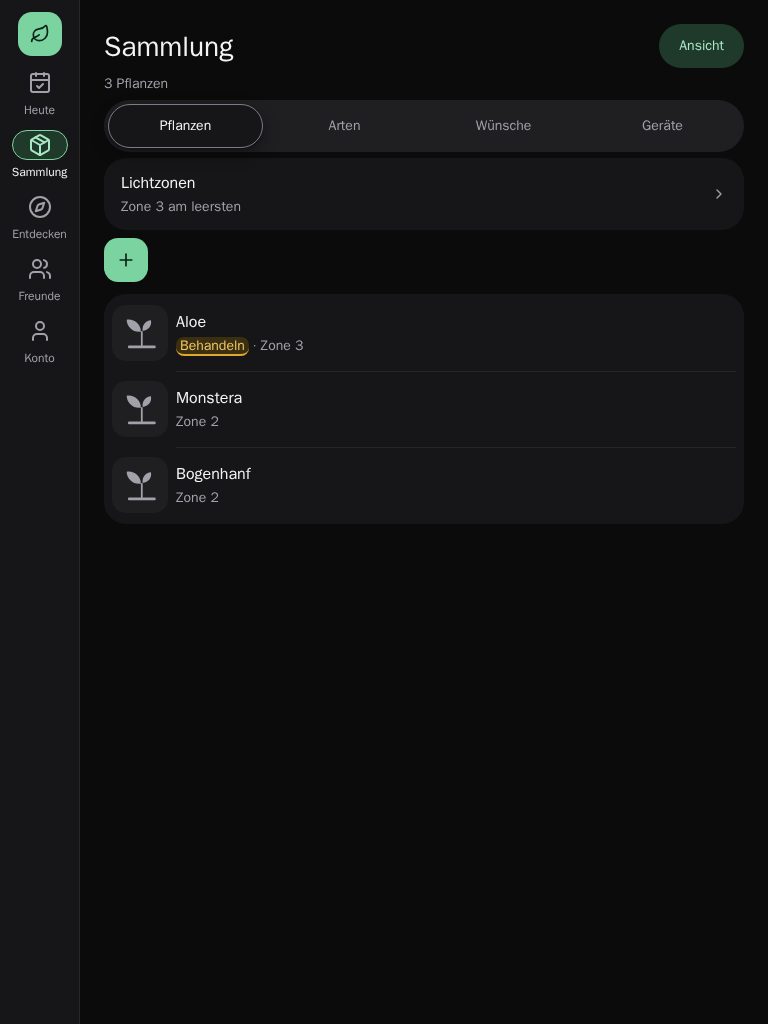 Sammlung
Ansicht
3 Pflanzen
Pflanzen
Arten
Wünsche
Geräte
Lichtzonen
Zone 3 am leersten
Aloe
Behandeln · Zone 3
Monstera
Zone 2
Bogenhanf
Zone 2
Heute
Sammlung
Entdecken
Freunde
Konto